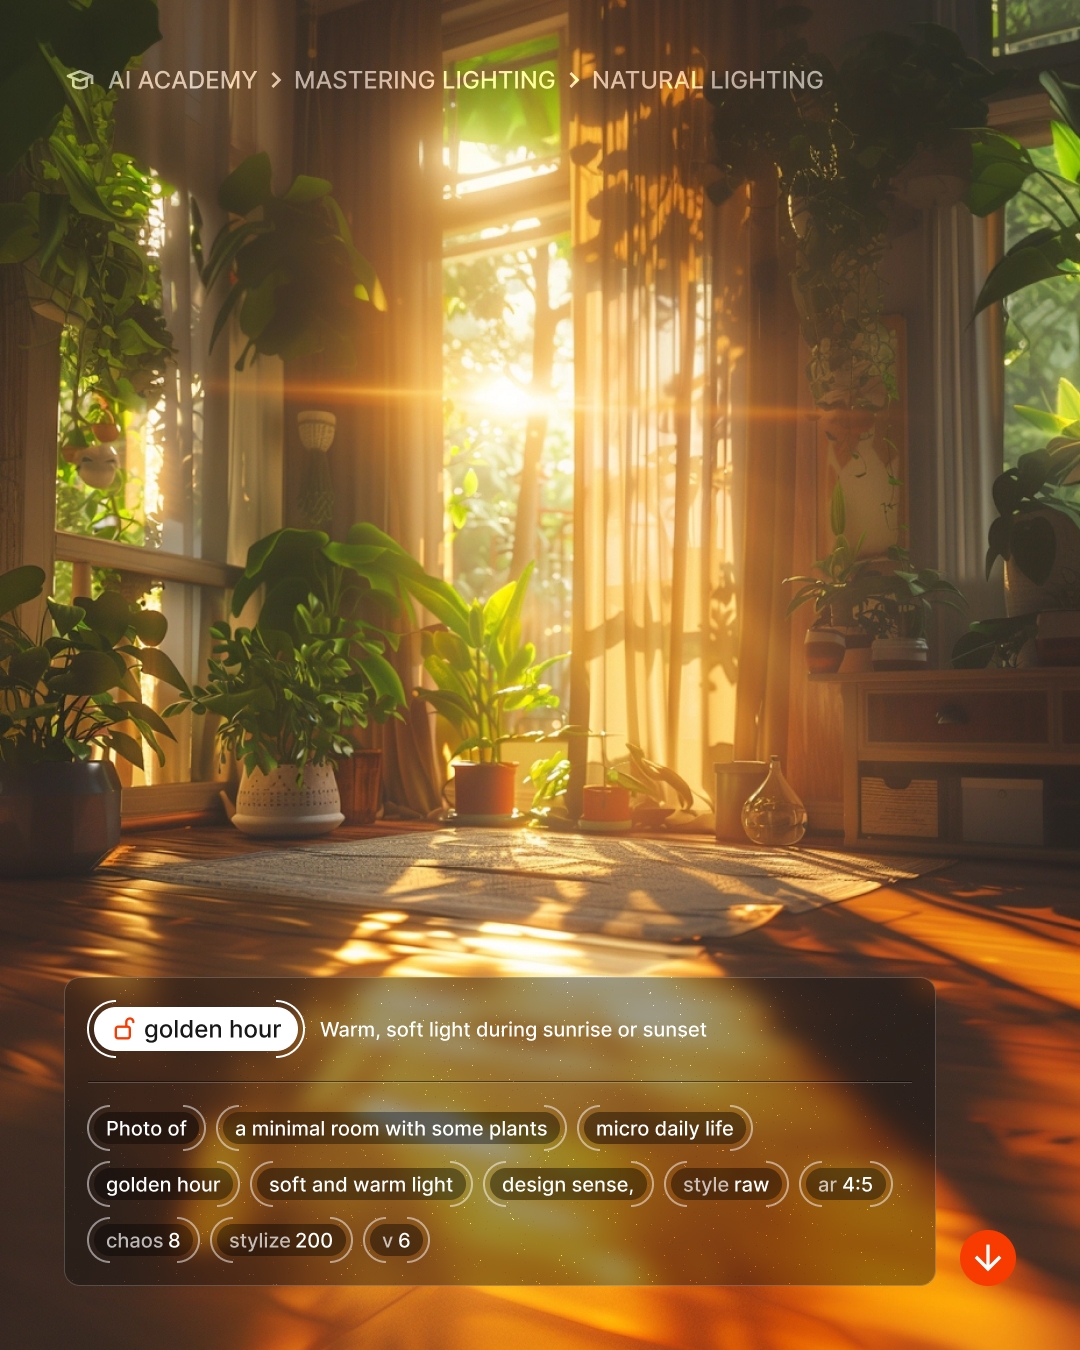 AI ACADEMY > MASTERING LIGHTING > NATURAL LIGHTING
golden hour Warm, soft light during sunrise or sunset
Photo of a minimal room with some plants micro daily life
golden hour soft and warm light design sense, style raw ar 4:5
chaos 8 stylize 200 v 6